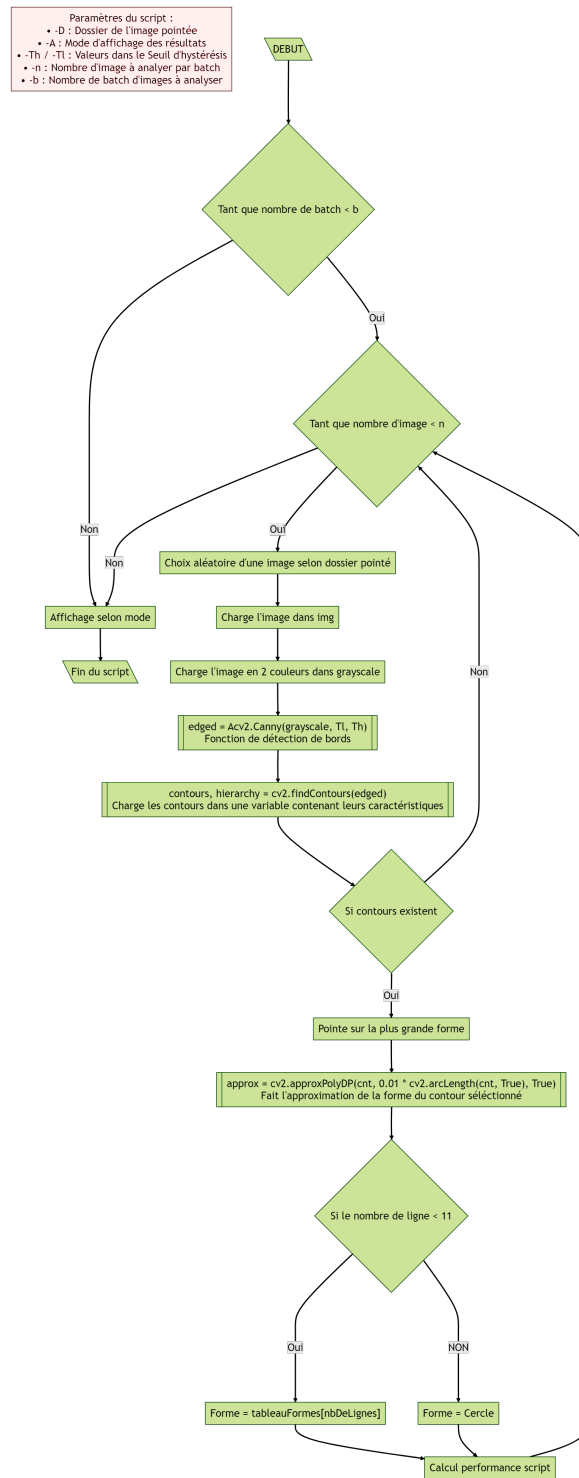 Paramètres du script :
• -D : Dossier de l'image pointée
• -A : Mode d'affichage des résultats
• -Th / -Tl : Valeurs dans le Seuil d'hystérésis
• -n : Nombre d'image à analyer par batch
• -b : Nombre de batch d'images à analyser
DEBUT
Tant que nombre de batch < b
Oui
Tant que nombre d'image < n
Non
Oui
Non
Choix aléatoire d'une image selon dossier pointé
Affichage selon mode
Charge l'image dans img
Fin du script
Charge l'image en 2 couleurs dans grayscale
Non
edged = Acv2.Canny(grayscale, Tl, Th)
Fonction de détection de bords
contours, hierarchy = cv2.findContours(edged)
Charge les contours dans une variable contenant leurs caractéristiques
Si contours existent
Oui
Pointe sur la plus grande forme
approx = cv2.approxPolyDP(cnt, 0.01 * cv2.arcLength(cnt, True), True)
Fait l'approximation de la forme du contour séléctionné
Si le nombre de ligne < 11
Oui
NON
Forme = tableauFormes[nbDeLignes]
Forme = Cercle
Calcul performance script